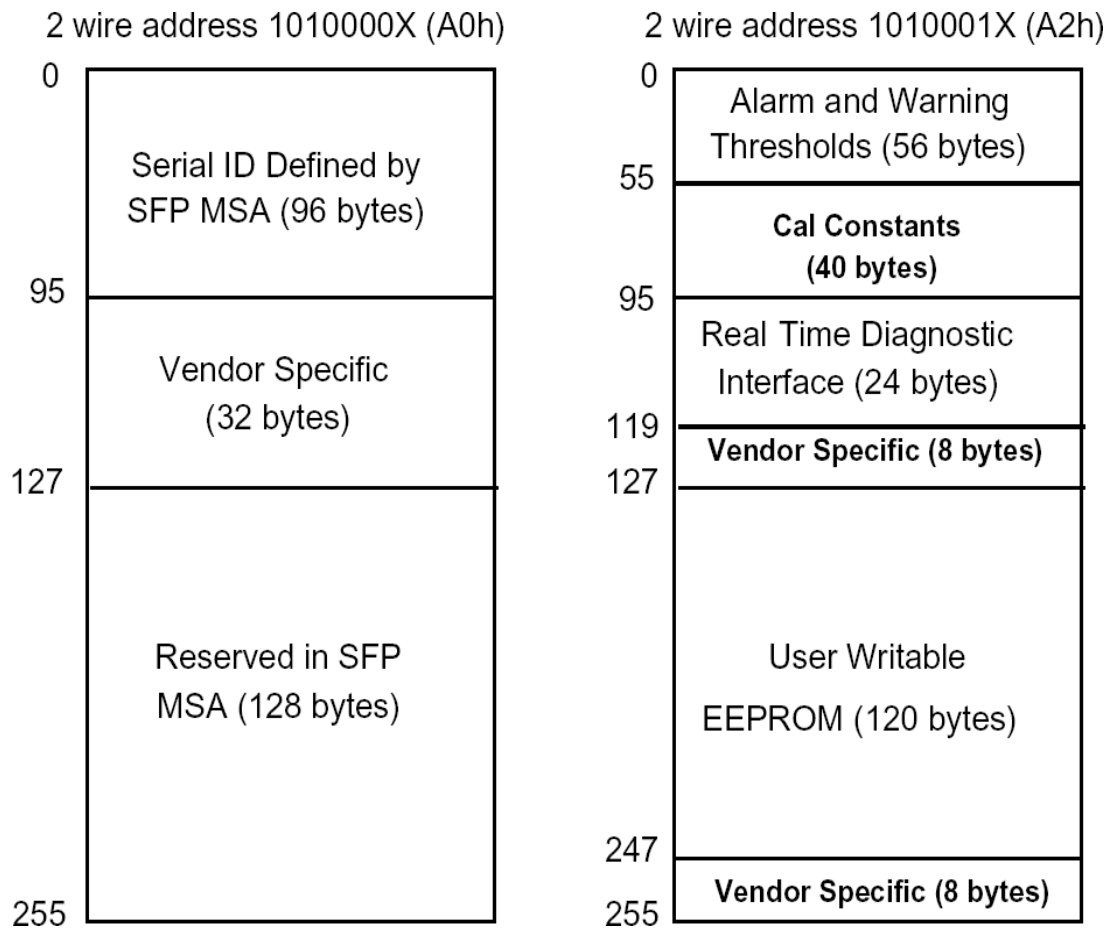 2 wire address 1010000X (A0h)
0
Serial ID Defined by
SFP MSA (96 bytes)
95
Vendor Specific
(32 bytes)
127
Reserved in SFP
MSA (128 bytes)
255
2 wire address 1010001X (A2h)
0
Alarm and Warning
Thresholds (56 bytes)
55
Cal Constants
(40 bytes)
95
Real Time Diagnostic
Interface (24 bytes)
119
Vendor Specific (8 bytes)
127
User Writable
EEPROM (120 bytes)
247
Vendor Specific (8 bytes)
255